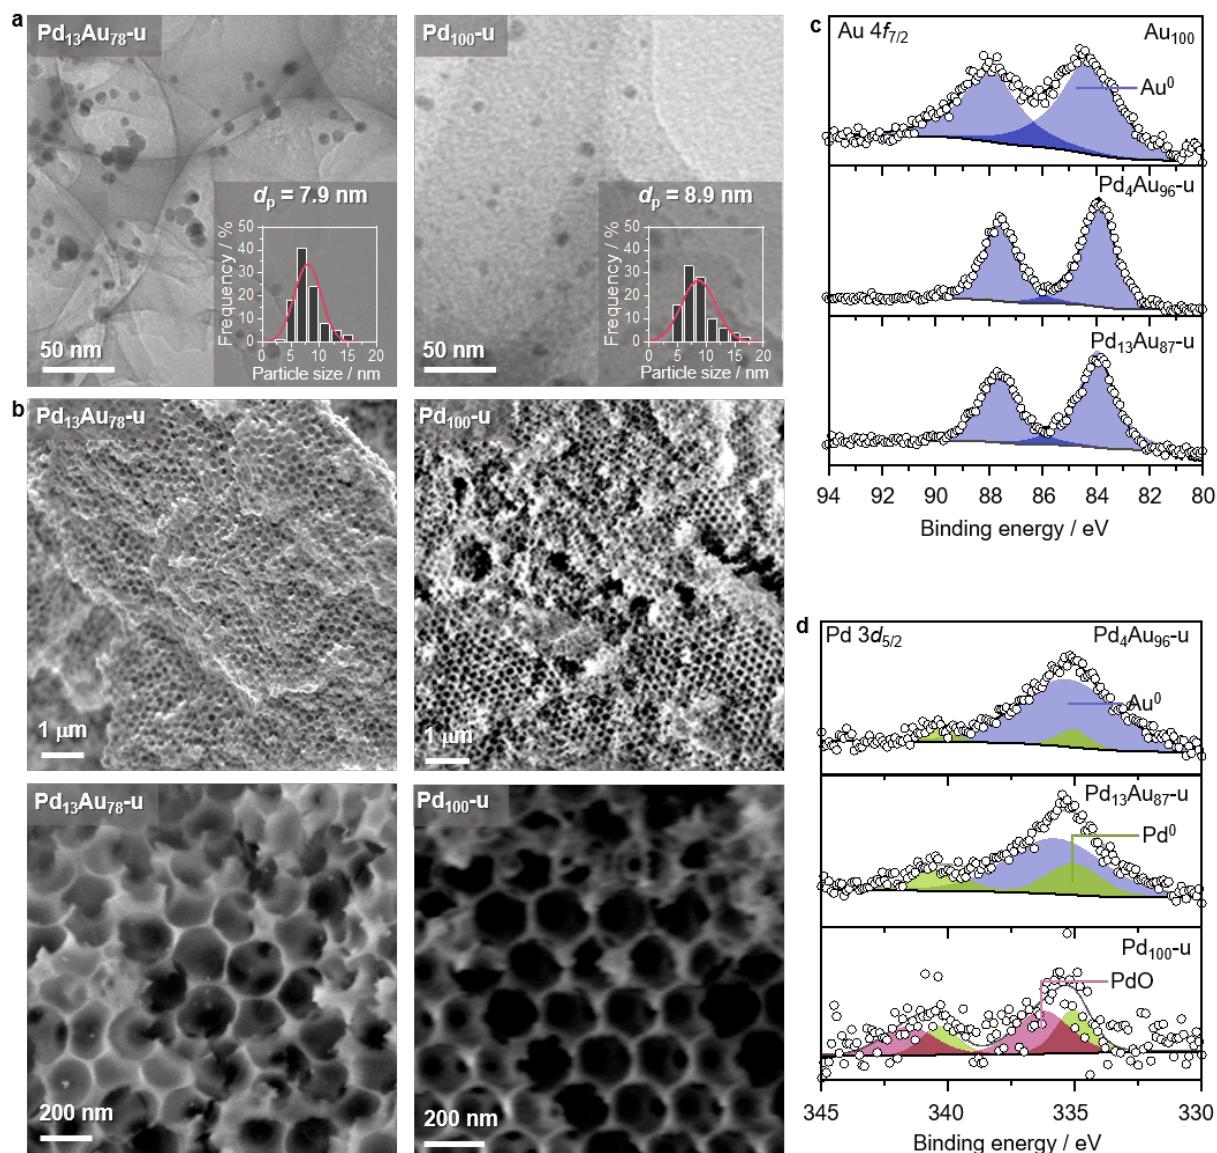 a
Pd₁₃Au₇₈-u
Pd₁₀₀-u
dₚ = 7.9 nm
Frequency / %
50
40
30
20
10
0
0 5 10 15 20
Particle size / nm
50 nm
dₚ = 8.9 nm
Frequency / %
50
40
30
20
10
0
0 5 10 15 20
Particle size / nm
50 nm
b
Pd₁₃Au₇₈-u
Pd₁₀₀-u
1 μm
1 μm
Pd₁₃Au₇₈-u
Pd₁₀₀-u
200 nm
200 nm
c
Au 4f₇/₂
Au₁₀₀
Au⁰
Pd₄Au₉₆-u
Pd₁₃Au₈₇-u
94 92 90 88 86 84 82 80
Binding energy / eV
d
Pd 3d₅/₂
Pd₄Au₉₆-u
Au⁰
Pd₁₃Au₈₇-u
Pd⁰
Pd₁₀₀-u
PdO
345 340 335 330
Binding energy / eV